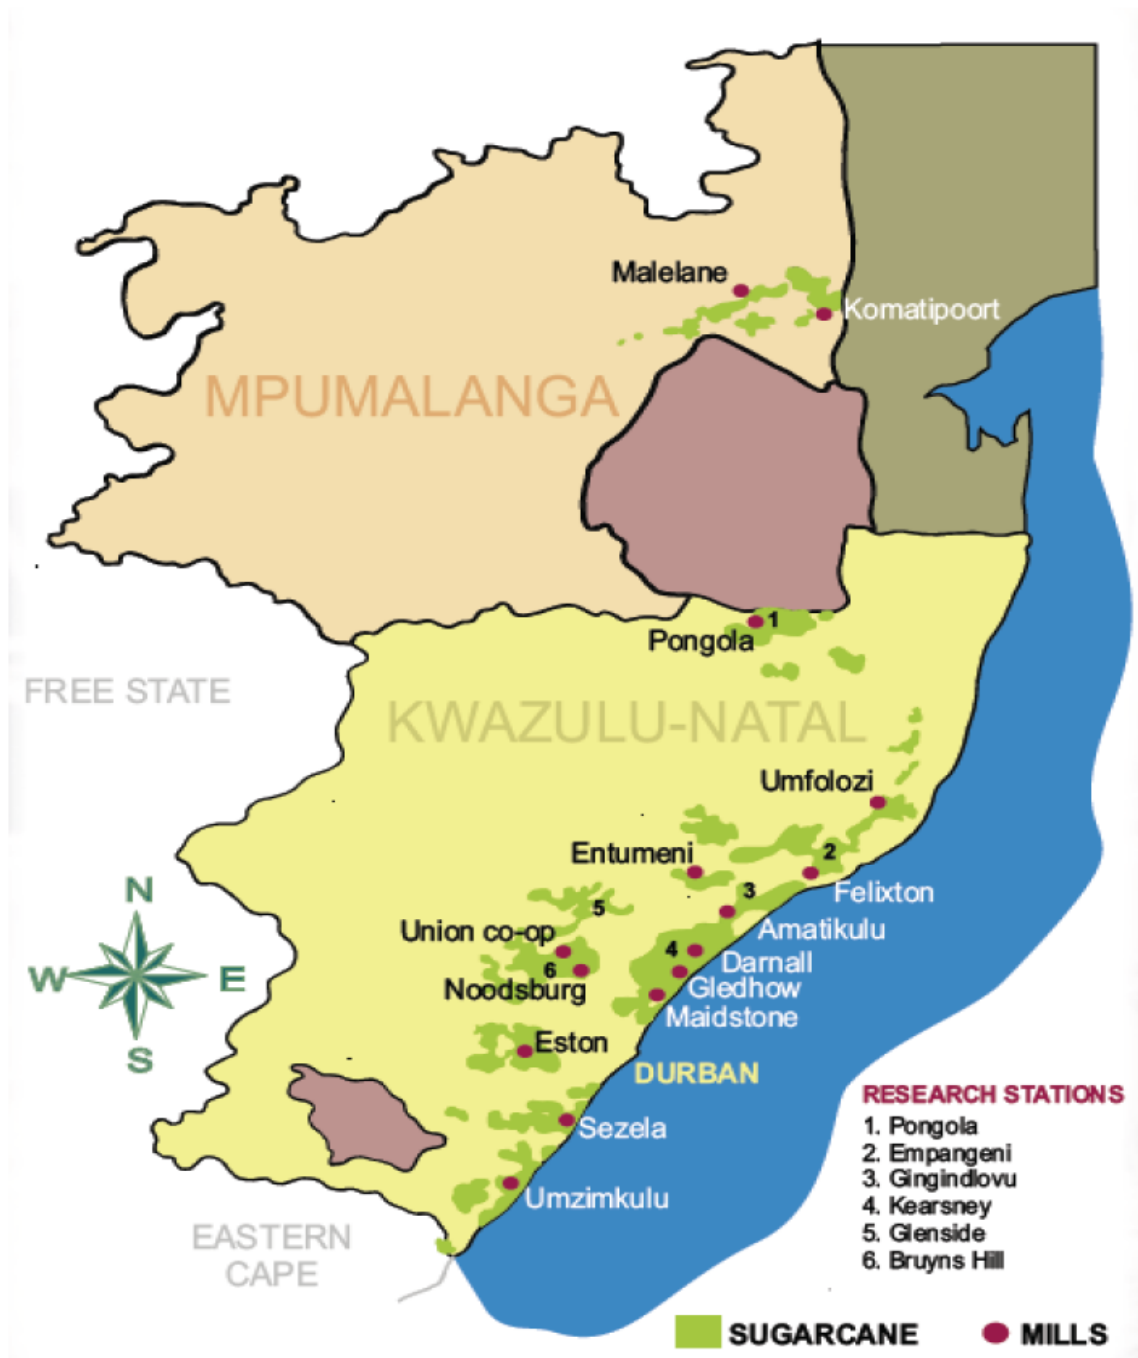 Malelane
Komatipoort
MPUMALANGA
1
Pongola
FREE STATE
KWAZULU-NATAL
Umfolozi
Entumeni
2
3
Felixton
5
Union co-op
Amatikulu
4
Darnall
6
Noodsburg
Gledhow
Maidstone
N
W
E
S
Eston
DURBAN
Sezela
Umzimkulu
EASTERN
CAPE
RESEARCH STATIONS
1. Pongola
2. Empangeni
3. Gingindlovu
4. Kearsney
5. Glenside
6. Bruyns Hill
SUGARCANE
MILLS